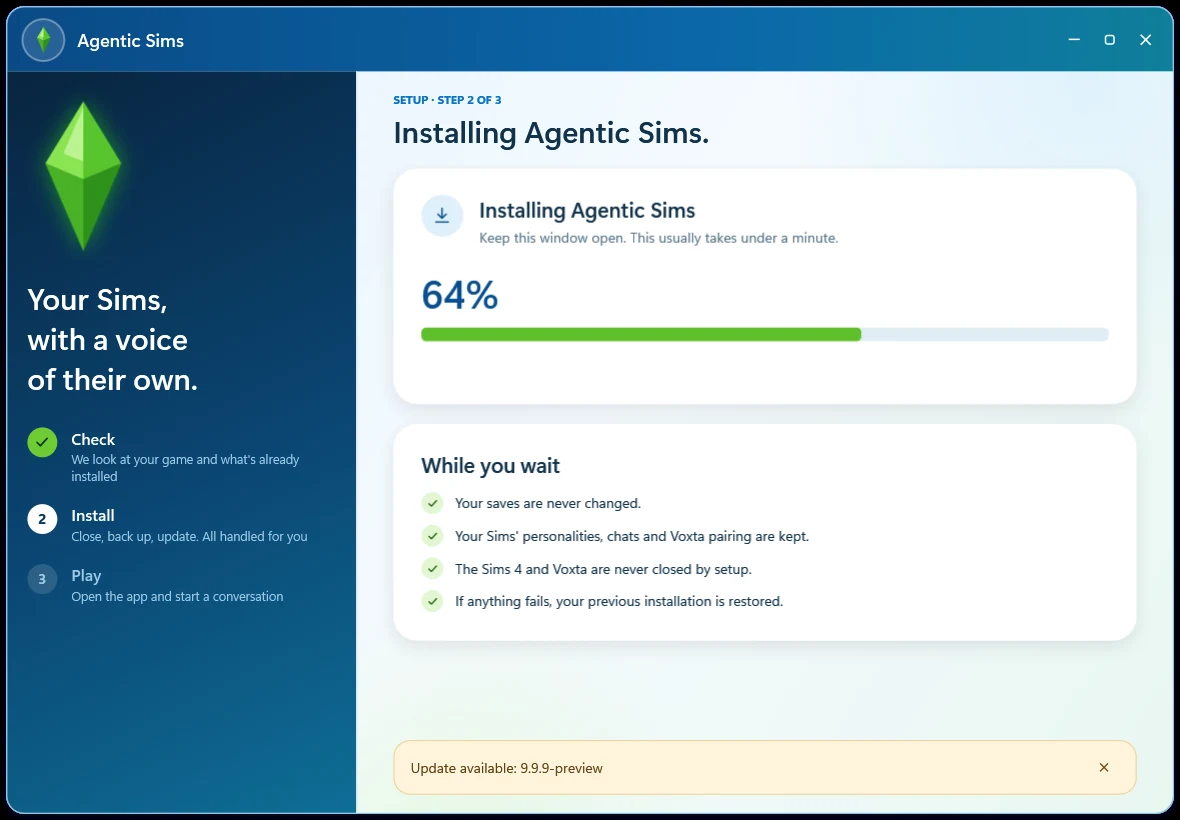 Agentic Sims
Your Sims,
with a voice
of their own.
Check
We look at your game and what's already
installed
2
Install
Close, back up, update. All handled for you
3
Play
Open the app and start a conversation
SETUP · STEP 2 OF 3
Installing Agentic Sims.
Installing Agentic Sims
Keep this window open. This usually takes under a minute.
64%
While you wait
Your saves are never changed.
Your Sims' personalities, chats and Voxta pairing are kept.
The Sims 4 and Voxta are never closed by setup.
If anything fails, your previous installation is restored.
Update available: 9.9.9-preview